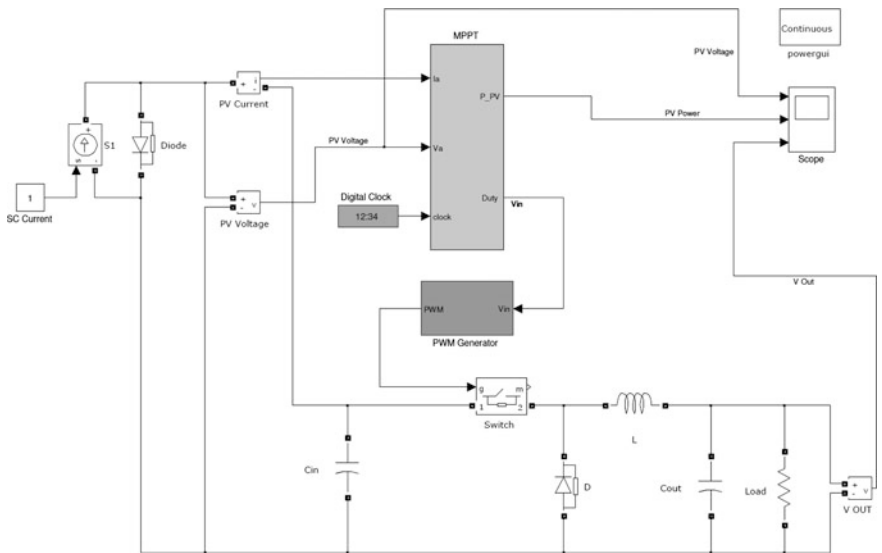 MPPT
Continuous
powergui
PV Voltage
Ia
P_PV
PV Power
Scope
+
i
-
PV Current
+
S1
s
-
Diode
PV Voltage
Va
1
SC Current
+
v
-
PV Voltage
Digital Clock
12:34
clock
Duty
Vin
V Out
PWM
Vin
PWM Generator
g
m
1
2
Switch
L
Cin
D
Cout
Load
+
v
-
V OUT